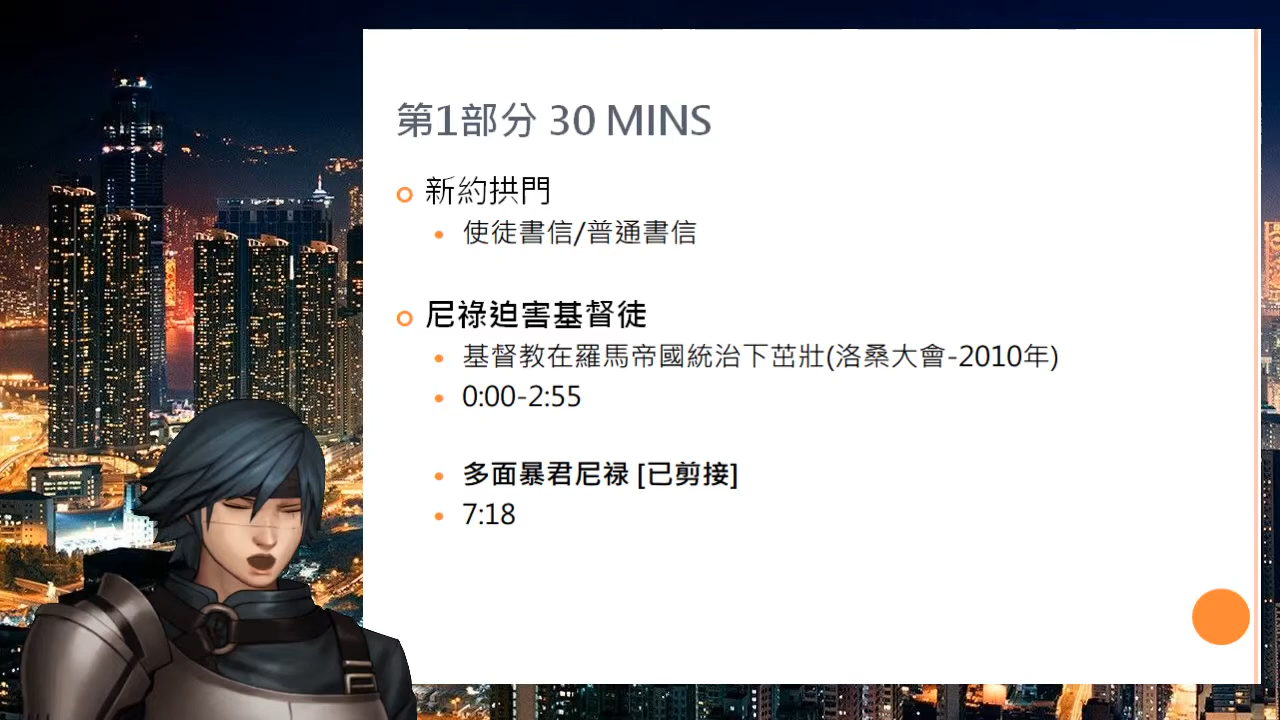 第1部分 30 MINS
新約拱門
使徒書信/普通書信
尼祿迫害基督徒
基督教在羅馬帝國統治下茁壯(洛桑大會-2010年)
0:00-2:55
多面暴君尼禄 [已剪接]
7:18